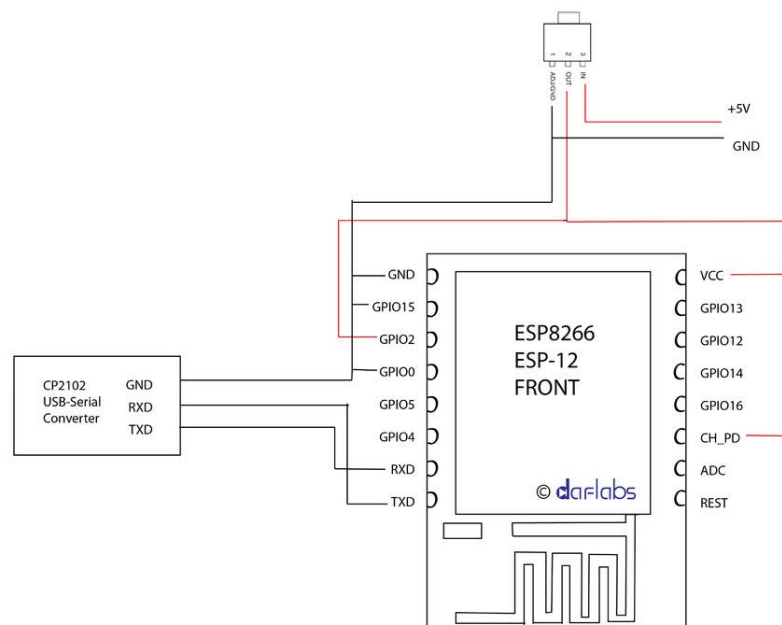 1 2 3
ADJ/GND OUT IN
+5V
GND
GND
GPIO15
GPIO2
GPIO0
GPIO5
GPIO4
RXD
TXD
ESP8266
ESP-12
FRONT
© darlabs
VCC
GPIO13
GPIO12
GPIO14
GPIO16
CH_PD
ADC
REST
CP2102
USB-Serial
Converter
GND
RXD
TXD